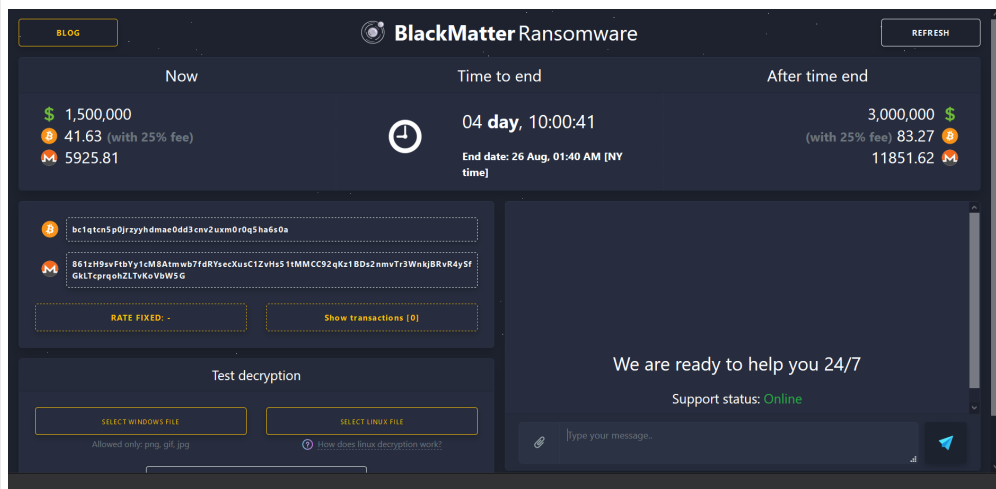 BLOG
BlackMatter Ransomware
REFRESH
Now
Time to end
After time end
$ 1,500,000
41.63 (with 25% fee)
5925.81
04 day, 10:00:41
End date: 26 Aug, 01:40 AM [NY
time]
3,000,000 $
(with 25% fee) 83.27
11851.62
bc1qtcn5p0jrzyyhdmae0dd3cnv2uxm0r0q5ha6s0a
861zH9svFtbYy1cM8Atmwb7fdRYsecXusC1ZvHs51tMMCC92qKz1BDs2nmvTr3WnkjBRvR4ySf
GkLTcprqohZLTvKoVbW5G
RATE FIXED: -
Show transactions [0]
Test decryption
SELECT WINDOWS FILE
SELECT LINUX FILE
Allowed only: png, gif, jpg
? How does linux decryption work?
We are ready to help you 24/7
Support status: Online
Type your message..